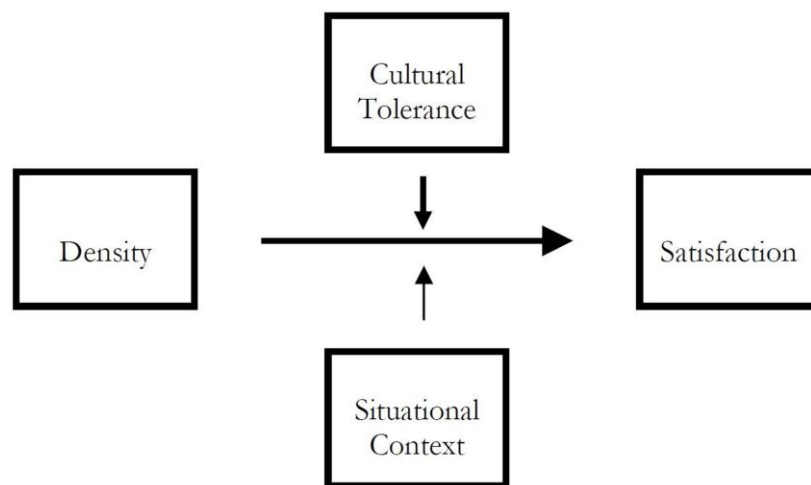 Cultural
Tolerance
Density
Satisfaction
Situational
Context